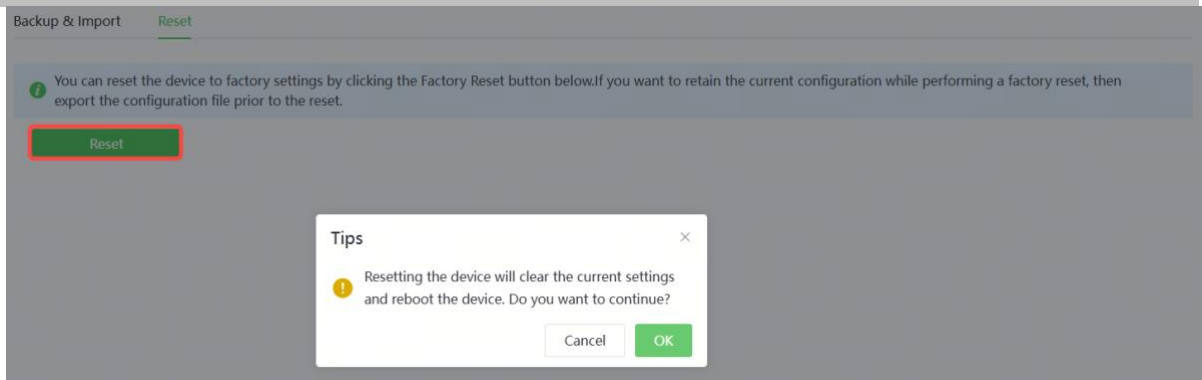 Backup & Import Reset
You can reset the device to factory settings by clicking the Factory Reset button below.If you want to retain the current configuration while performing a factory reset, then
export the configuration file prior to the reset.
Reset
Tips
Resetting the device will clear the current settings
and reboot the device. Do you want to continue?
Cancel OK